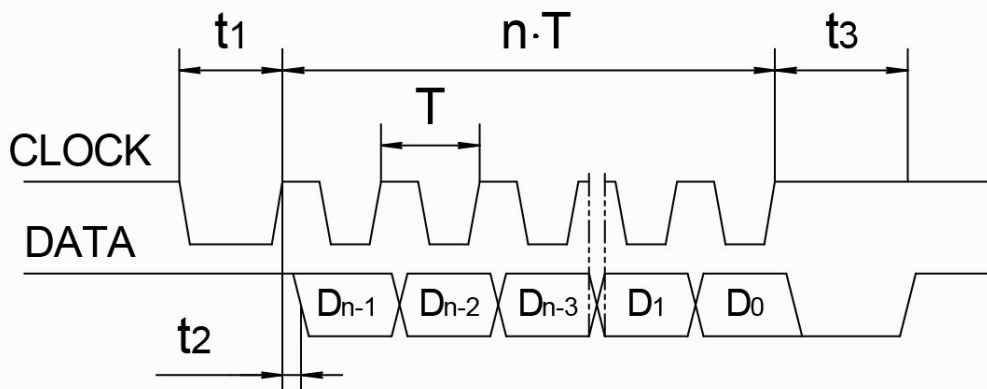 t1 n·T t3
T
CLOCK
DATA
Dn-1 Dn-2 Dn-3 D1 D0
t2